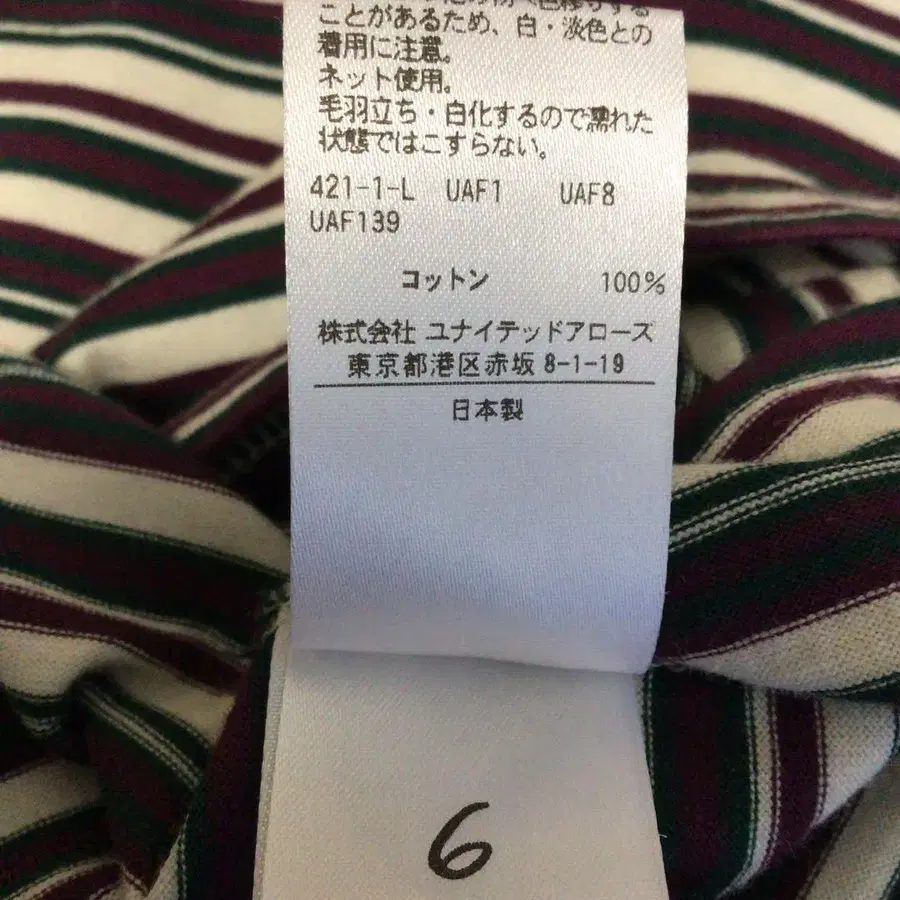 ことがあるため、白・淡色との
着用に注意。
ネット使用。
毛羽立ち・白化するので濡れた
状態ではこすらない。
421-1-L UAF1 UAF8
UAF139
コットン 100%
株式会社 ユナイテッドアローズ
東京都港区赤坂 8-1-19
日本製
6